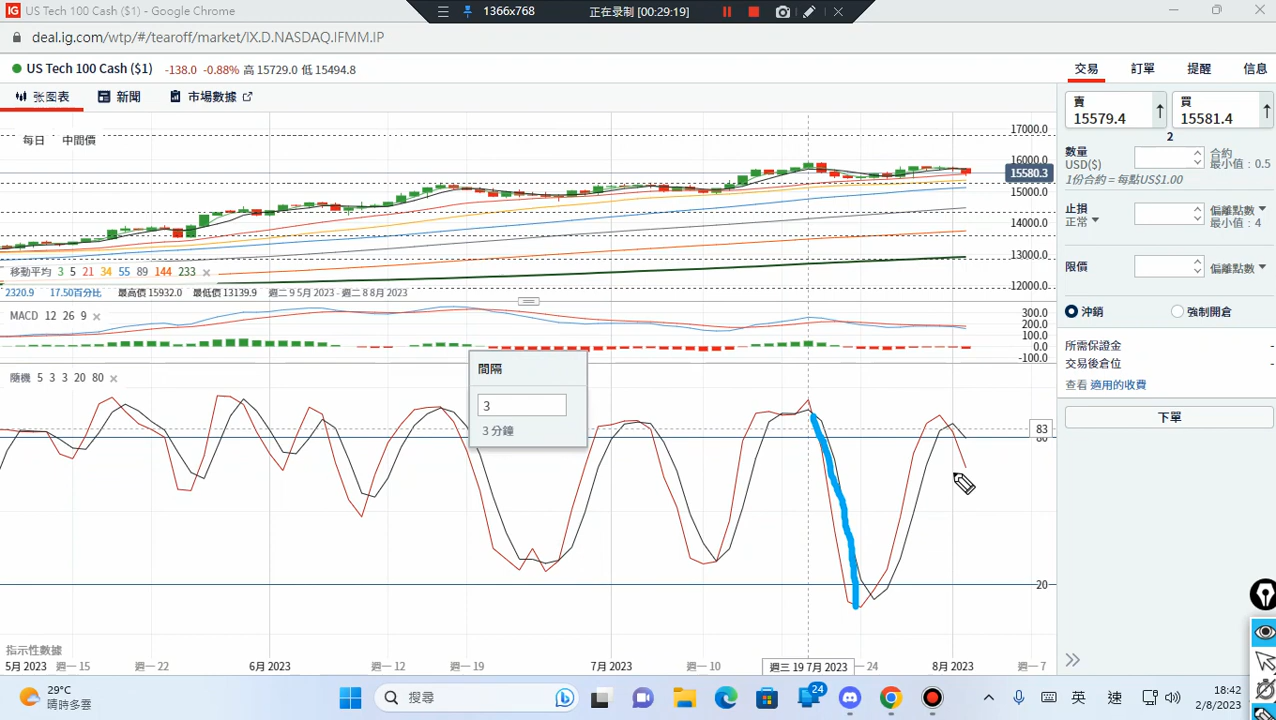 IG US Tech 100 Cash ($1) - Google Chrome
1366x768
正在录制 [00:29:19]
deal.ig.com/wtp/#/tearoff/market/IX.D.NASDAQ.IFMM.IP
US Tech 100 Cash ($1) -138.0 -0.88% 高 15729.0 低 15494.8
张图表 新聞 市場數據
每日 中間價
17000.0
16000.0
15580.3
15000.0
14000.0
13000.0
12000.0
移動平均 3 5 21 34 55 89 144 233
2320.9 17.50百分比 最高價 15932.0 最低價 13139.9 週二 9 5月 2023 - 週二 8 8月 2023
MACD 12 26 9
300.0
200.0
100.0
0.0
-100.0
隨機 5 3 3 20 80
間隔
3
3 分鐘
83
80
20
指示性數據
5月 2023 週一 15 週一 22 6月 2023 週一 12 週一 19 7月 2023 週一 10 週三 19 7月 2023 24 8月 2023 週一 7
交易 訂單 提醒 信息
賣 買
15579.4 15581.4
2
數量
USD($)
合約
最小值 : 0.5
1份合約 = 每點US$1.00
止損
正常
偏離點數
最小值 : 4
限價 偏離點數
沖銷 強制開倉
所需保證金 -
交易後倉位 -
查看 適用的收費
下單
29°C
晴時多雲
搜尋
24
英 速
18:42
2/8/2023